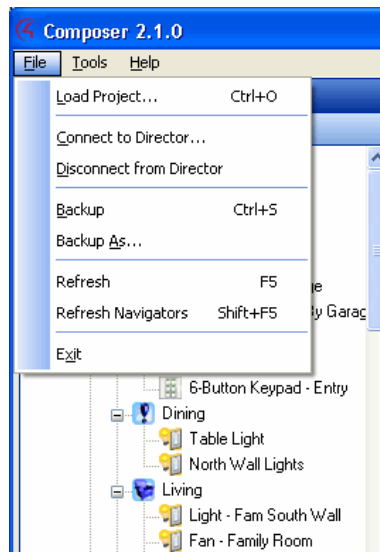 Composer 2.1.0
File Tools Help
Load Project... Ctrl+O
Connect to Director...
Disconnect from Director
Backup Ctrl+S
Backup As...
Refresh F5
Refresh Navigators Shift+F5
Exit
6-Button Keypad - Entry
Dining
Table Light
North Wall Lights
Living
Light - Fam South Wall
Fan - Family Room